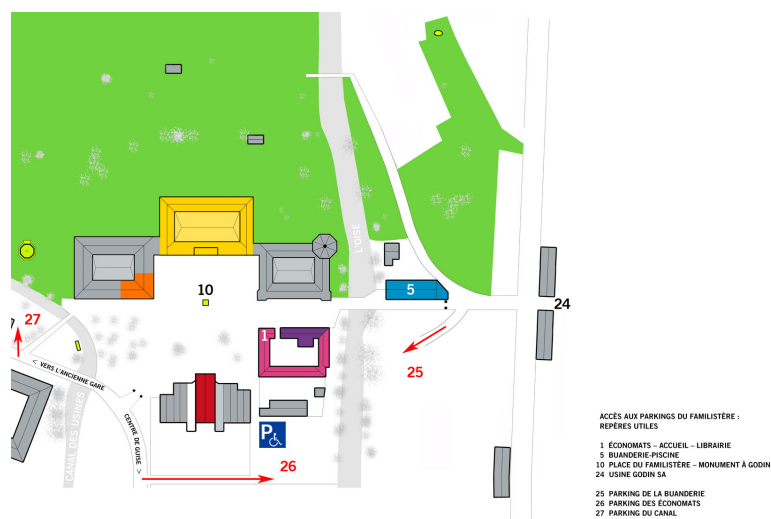 L'OISE
10
5
24
27
1
25
< VERS L'ANCIENNE GARE
CANAL DES USINES
CENTRE DE GUISE >
P
26
ACCÈS AUX PARKINGS DU FAMILISTÈRE :
REPÈRES UTILES
1 ÉCONOMATS – ACCUEIL – LIBRAIRIE
5 BUANDERIE-PISCINE
10 PLACE DU FAMILISTÈRE – MONUMENT À GODIN
24 USINE GODIN SA
25 PARKING DE LA BUANDERIE
26 PARKING DES ÉCONOMATS
27 PARKING DU CANAL